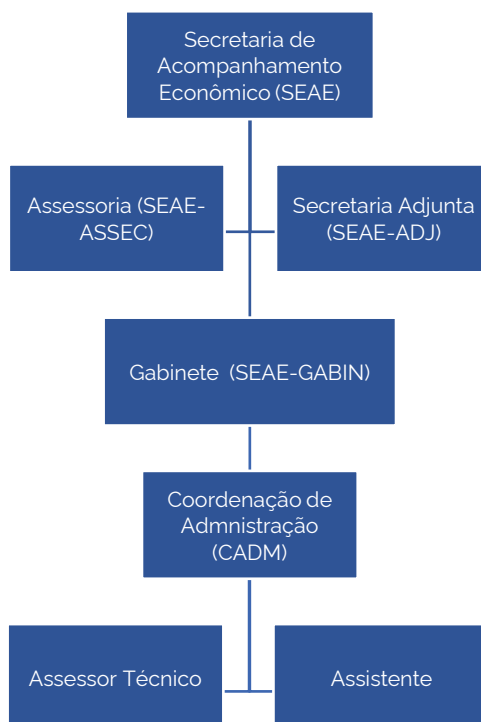 Secretaria de
Acompanhamento
Econômico (SEAE)
Assessoria (SEAE-
ASSEC)
Secretaria Adjunta
(SEAE-ADJ)
Gabinete (SEAE-GABIN)
Coordenação de
Admnistração
(CADM)
Assessor Técnico
Assistente